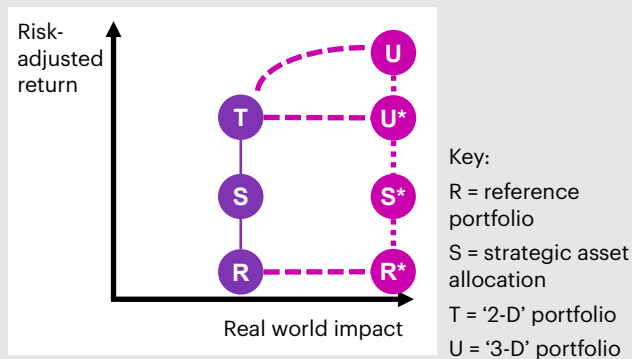 Risk-
adjusted
return
U
T
U*
S
S*
R
R*
Real world impact
Key:
R = reference
portfolio
S = strategic asset
allocation
T = ‘2-D’ portfolio
U = ‘3-D’ portfolio